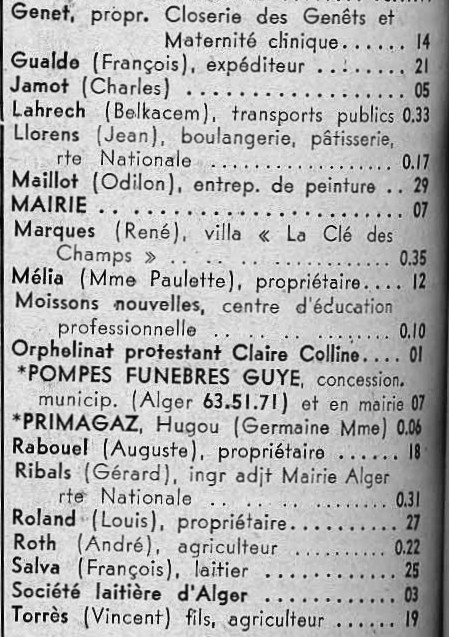 Genet, propr. Closerie des Genêts et
Maternité clinique...... 14
Gualde (François), expéditeur ........ 21
Jamot (Charles) .................... 05
Lahrech (Belkacem), transports publics 0.33
Llorens (Jean), boulangerie, pâtisserie,
rte Nationale .................. 0.17
Maillot (Odilon), entrep. de peinture .. 29
MAIRIE .. ...................... 07
Marques (René), villa « La Clé des
Champs » .. .. ................ 0.35
Mélia (Mme Paulette), propriétaire.... 12
Moissons nouvelles, centre d'éducation
professionnelle .. .. ............ 0.10
Orphelinat protestant Claire Colline.... 01
*POMPES FUNEBRES GUYE, concession.
municip. (Alger 63.51.71) et en mairie 07
*PRIMAGAZ, Hugou (Germaine Mme) 0.06
Rabouel (Auguste), propriétaire ...... 18
Ribals (Gérard), ingr adjt Mairie Alger
rte Nationale .................. 0.31
Roland (Louis), propriétaire.......... 27
Roth (André), agriculteur .......... 0.22
Salva (François), laitier ............ 25
Société laitière d'Alger ............ 03
Torrès (Vincent) fils, agriculteur ...... 19